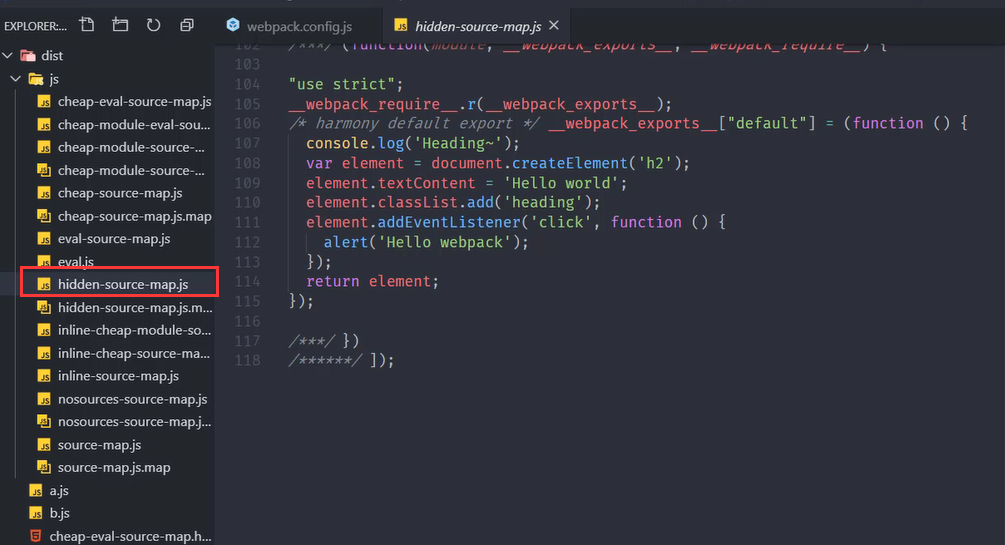 EXPLORER:...
webpack.config.js
hidden-source-map.js
dist
js
cheap-eval-source-map.js
cheap-module-eval-sou...
cheap-module-source-...
cheap-module-source-...
cheap-source-map.js
cheap-source-map.js.map
eval-source-map.js
eval.js
hidden-source-map.js
hidden-source-map.js.m...
inline-cheap-module-so...
inline-cheap-source-ma...
inline-source-map.js
nosources-source-map.js
nosources-source-map.j...
source-map.js
source-map.js.map
a.js
b.js
cheap-eval-source-map.h...
102 /***/ (function(module, __webpack_exports__, __webpack_require__) {
103
104 "use strict";
105 __webpack_require__.r(__webpack_exports__);
106 /* harmony default export */ __webpack_exports__["default"] = (function () {
107 console.log('Heading~');
108 var element = document.createElement('h2');
109 element.textContent = 'Hello world';
110 element.classList.add('heading');
111 element.addEventListener('click', function () {
112 alert('Hello webpack');
113 });
114 return element;
115 });
116
117 /***/ })
118 /******/ ]);